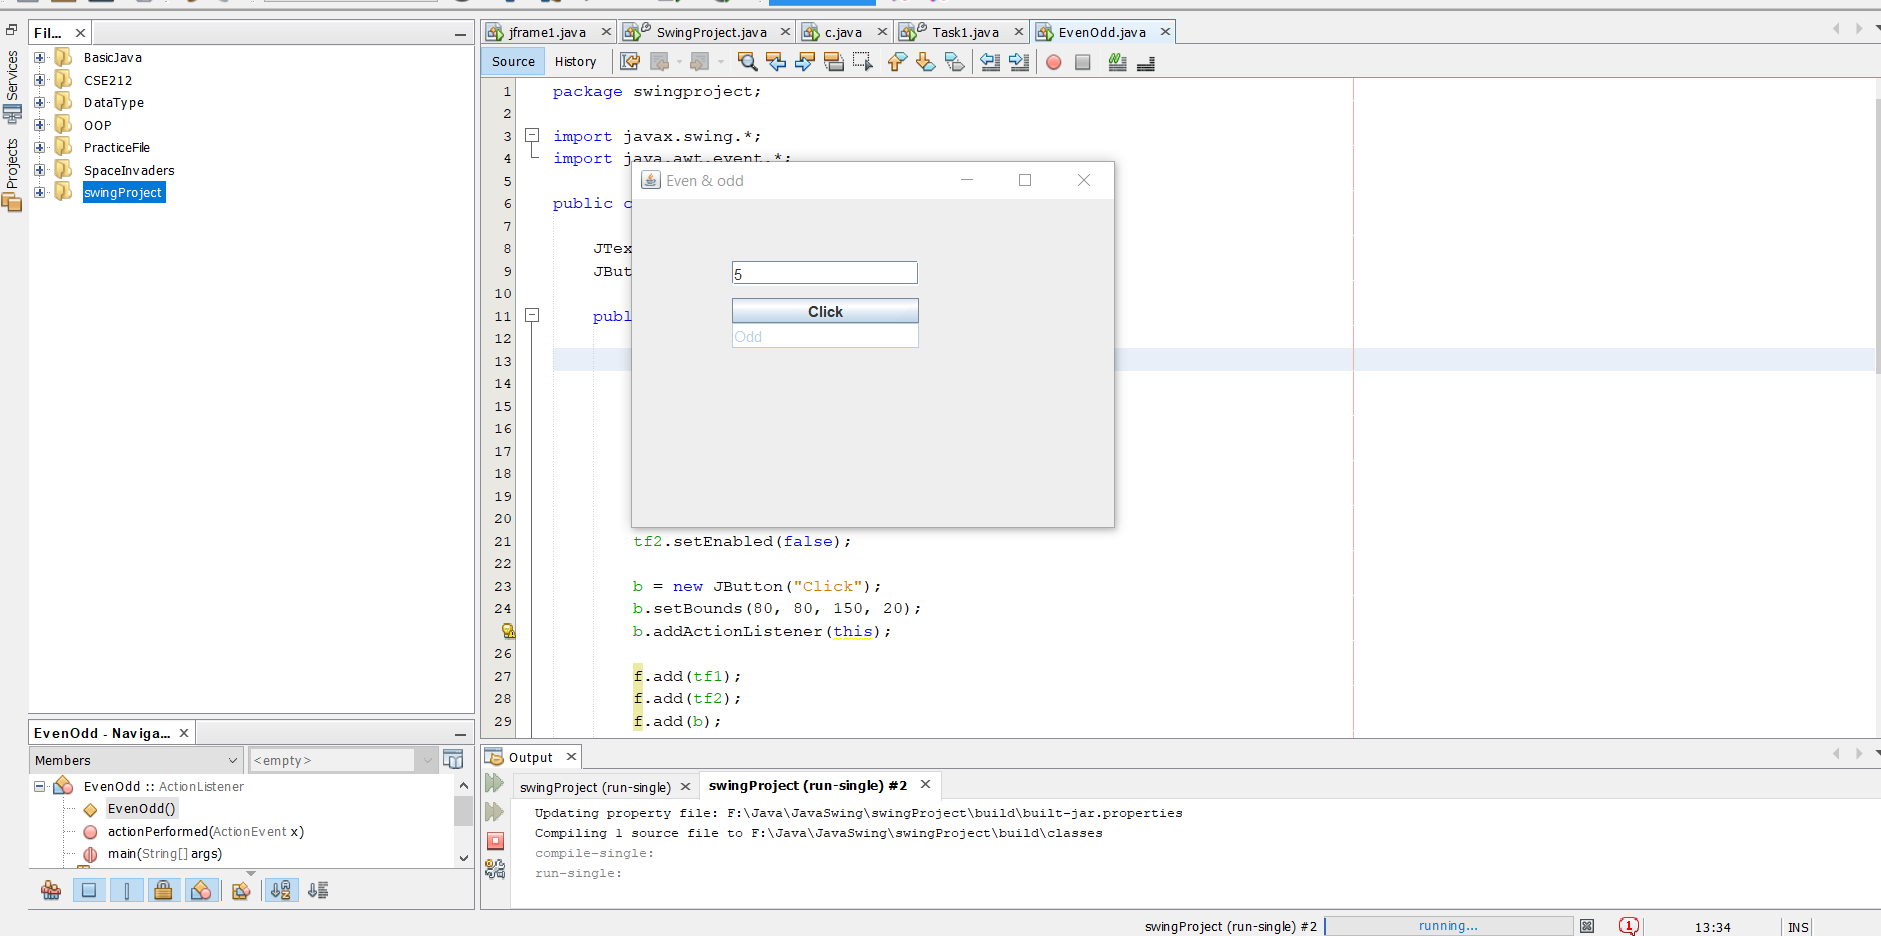 Fil...
Services
Projects
BasicJava
CSE212
DataType
OOP
PracticeFile
SpaceInvaders
swingProject
jframe1.java
SwingProject.java
c.java
Task1.java
EvenOdd.java
Source History
1 package swingproject;
2
3 import javax.swing.*;
4 import java.awt.event.*;
5
6 public c
7
8 JTex
9 JBut
10
11 publ
12
13
14
15
16
17
18
19
20
21 tf2.setEnabled(false);
22
23 b = new JButton("Click");
24 b.setBounds(80, 80, 150, 20);
b.addActionListener(this);
26
27 f.add(tf1);
28 f.add(tf2);
29 f.add(b);
Even & odd
5
Click
Odd
EvenOdd - Naviga...
Members
<empty>
EvenOdd :: ActionListener
EvenOdd()
actionPerformed(ActionEvent x)
main(String[] args)
Output
swingProject (run-single)
swingProject (run-single) #2
Updating property file: F:\Java\JavaSwing\swingProject\build\built-jar.properties
Compiling 1 source file to F:\Java\JavaSwing\swingProject\build\classes
compile-single:
run-single:
swingProject (run-single) #2
running...
1
13:34
INS